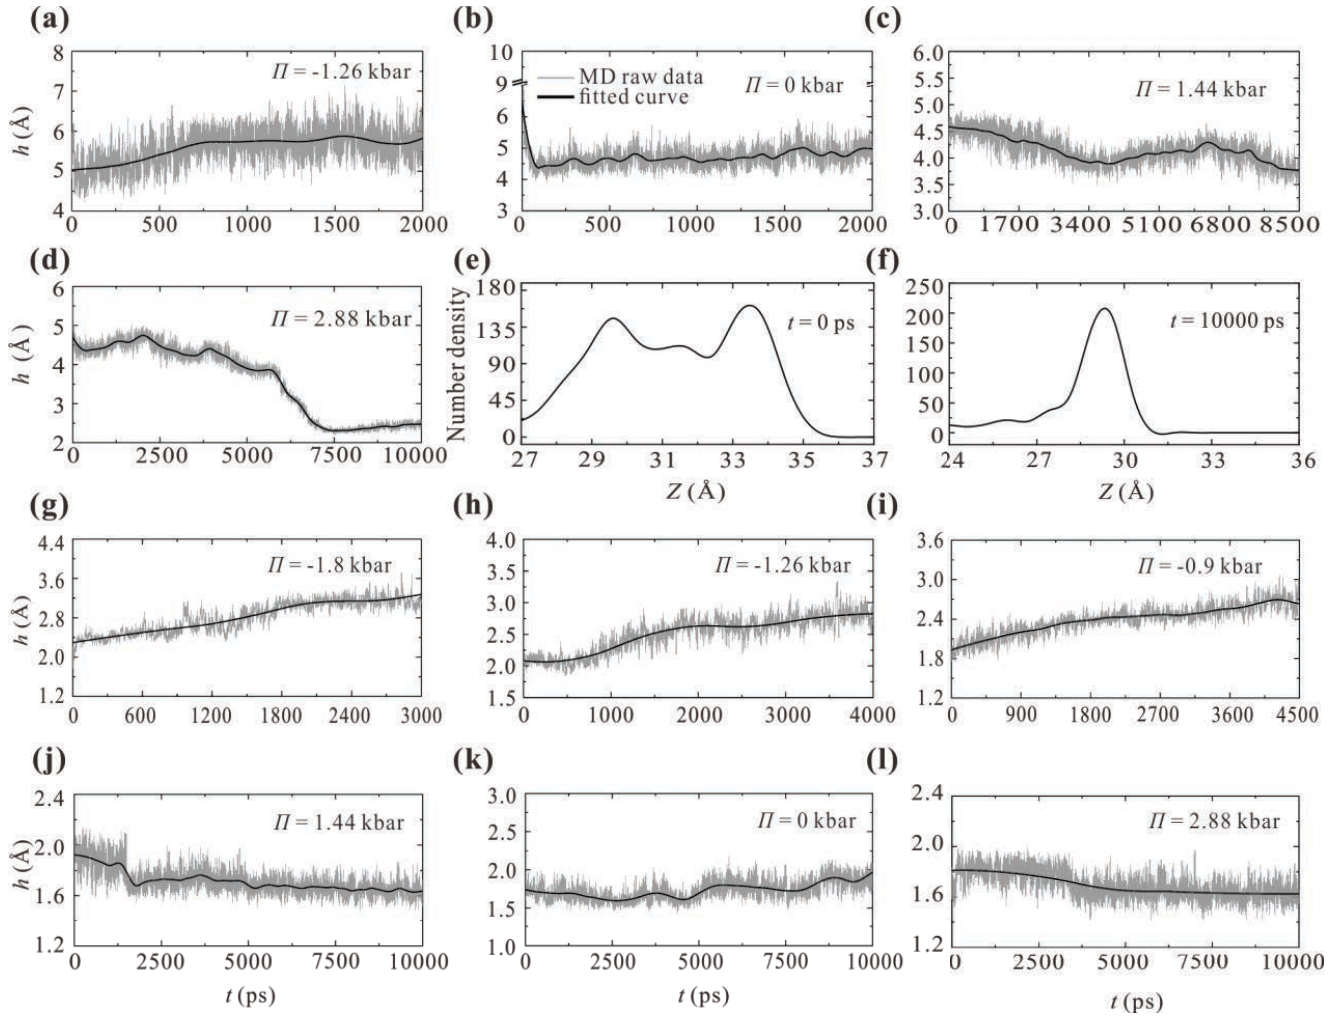 (a)
8
7
6
5
4
h (Å)
Π = -1.26 kbar
0 500 1000 1500 2000
(b)
10
9
9
6
5
4
3
MD raw data
fitted curve
Π = 0 kbar
0 500 1000 1500 2000
(c)
6.0
5.5
5.0
4.5
4.0
3.5
3.0
Π = 1.44 kbar
0 1700 3400 5100 6800 8500
(d)
6
5
4
3
2
h (Å)
Π = 2.88 kbar
0 2500 5000 7500 10000
(e)
180
135
90
45
0
Number density
t = 0 ps
27 29 31 33 35 37
Z (Å)
(f)
250
200
150
100
50
0
t = 10000 ps
24 27 30 33 36
Z (Å)
(g)
4.4
3.6
2.8
2.0
1.2
h (Å)
Π = -1.8 kbar
0 600 1200 1800 2400 3000
(h)
4.0
3.5
3.0
2.5
2.0
1.5
Π = -1.26 kbar
0 1000 2000 3000 4000
(i)
3.6
3.0
2.4
1.8
1.2
Π = -0.9 kbar
0 900 1800 2700 3600 4500
(j)
2.4
2.0
1.6
1.2
h (Å)
Π = 1.44 kbar
0 2500 5000 7500 10000
t (ps)
(k)
3.0
2.5
2.0
1.5
1.0
Π = 0 kbar
0 2500 5000 7500 10000
t (ps)
(l)
2.4
2.0
1.6
1.2
Π = 2.88 kbar
0 2500 5000 7500 10000
t (ps)